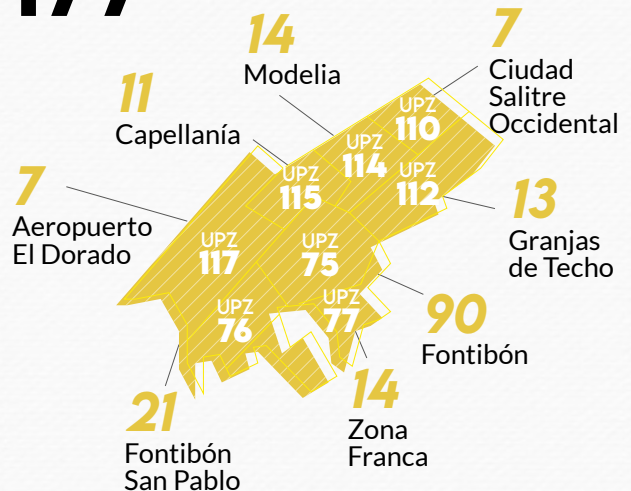 177
14
Modelia
7
Ciudad
Salitre
Occidental
11
Capellanía
UPZ
110
UPZ
114
UPZ
115
UPZ
112
7
Aeropuerto
El Dorado
13
Granjas
de Techo
UPZ
117
UPZ
75
UPZ
76
UPZ
77
90
Fontibón
21
Fontibón
San Pablo
14
Zona
Franca